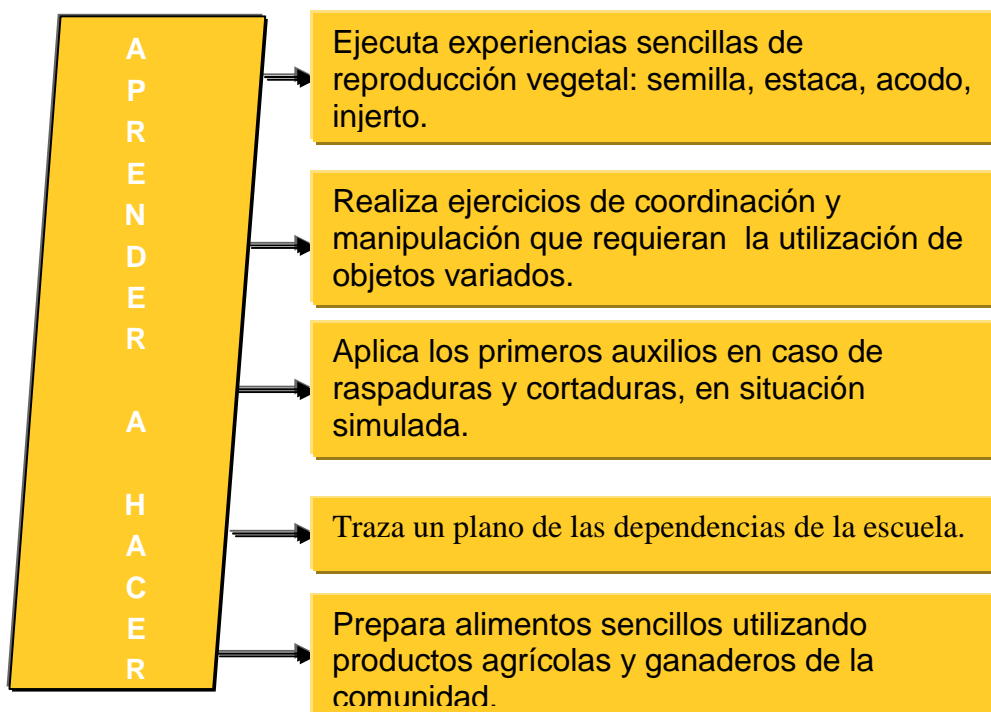 APRENDER A HACER
Ejecuta experiencias sencillas de
reproducción vegetal: semilla, estaca, acodo,
injerto.
Realiza ejercicios de coordinación y
manipulación que requieran la utilización de
objetos variados.
Aplica los primeros auxilios en caso de
raspaduras y cortaduras, en situación
simulada.
Traza un plano de las dependencias de la escuela.
Prepara alimentos sencillos utilizando
productos agrícolas y ganaderos de la
comunidad.